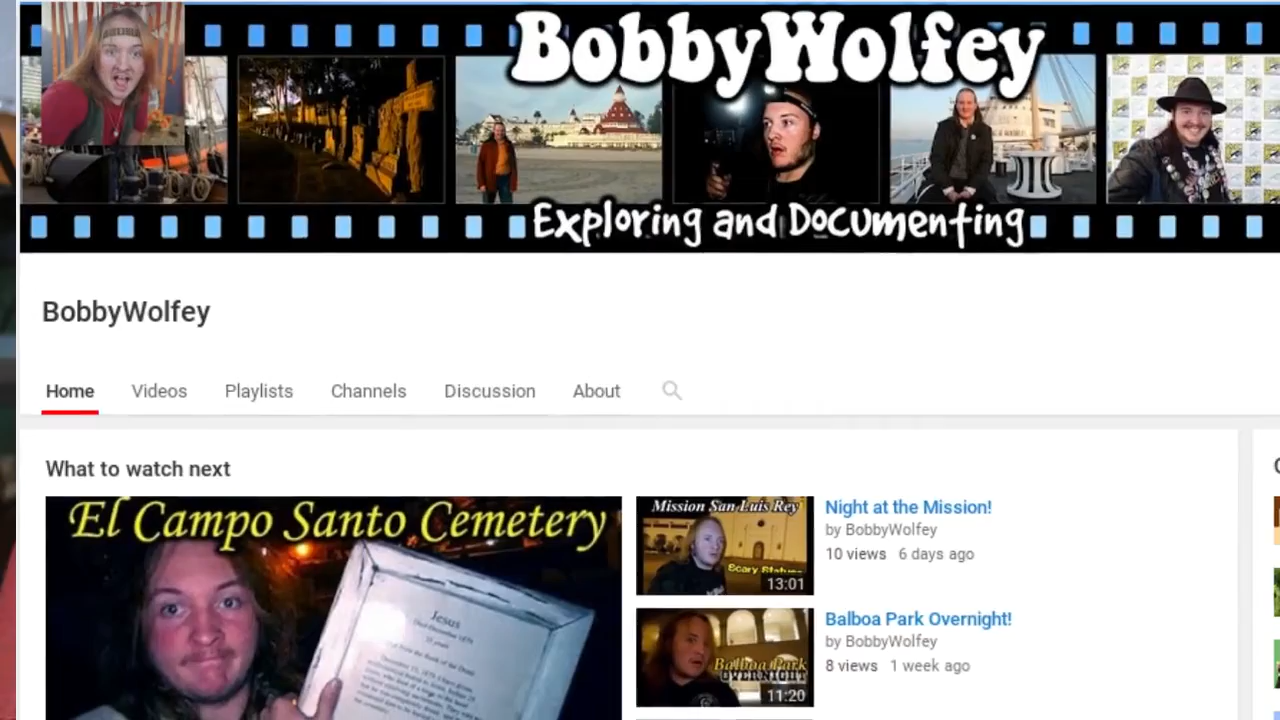 BobbyWolfey
Exploring and Documenting
BobbyWolfey
Home Videos Playlists Channels Discussion About
What to watch next
El Campo Santo Cemetery
Jesus
Mission San Luis Rey
Scary Statues
13:01
Night at the Mission!
by BobbyWolfey
10 views 6 days ago
Balboa Park
OVERNIGHT
11:20
Balboa Park Overnight!
by BobbyWolfey
8 views 1 week ago